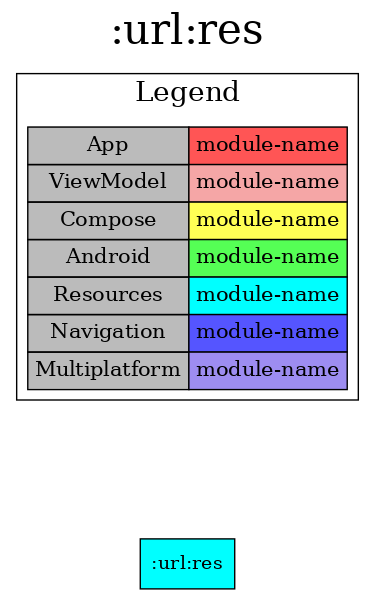 :url:res
Legend
App module-name
ViewModel module-name
Compose module-name
Android module-name
Resources module-name
Navigation module-name
Multiplatform module-name
:url:res